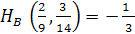 H_B (2/9, 3/14) = −1/3